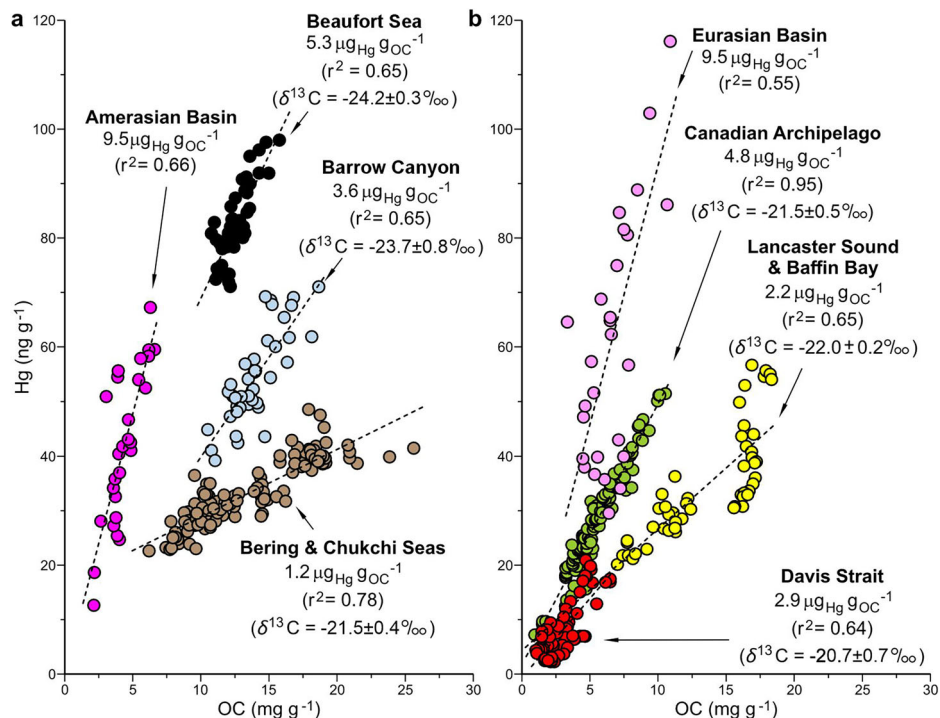 a
Beaufort Sea
5.3 μgHg gOC⁻¹
(r² = 0.65)
(δ¹³C = -24.2±0.3‰)
Amerasian Basin
9.5μgHg gOC⁻¹
(r²= 0.66)
Barrow Canyon
3.6 μgHg gOC⁻¹
(r²= 0.65)
(δ¹³C = -23.7±0.8‰)
Bering & Chukchi Seas
1.2 μgHg gOC⁻¹
(r²= 0.78)
(δ¹³C = -21.5±0.4‰)
Hg (ng g⁻¹)
120
100
80
60
40
20
0
0 5 10 15 20 25 30
OC (mg g⁻¹)
b
Eurasian Basin
9.5 μgHg gOC⁻¹
(r²= 0.55)
Canadian Archipelago
4.8 μgHg gOC⁻¹
(r²= 0.95)
(δ¹³C = -21.5±0.5‰)
Lancaster Sound
& Baffin Bay
2.2 μgHg gOC⁻¹
(r²= 0.65)
(δ¹³C = -22.0 ± 0.2‰)
Davis Strait
2.9 μgHg gOC⁻¹
(r²= 0.64)
(δ¹³C = -20.7±0.7‰)
120
100
80
60
40
20
0
0 5 10 15 20 25 30
OC (mg g⁻¹)